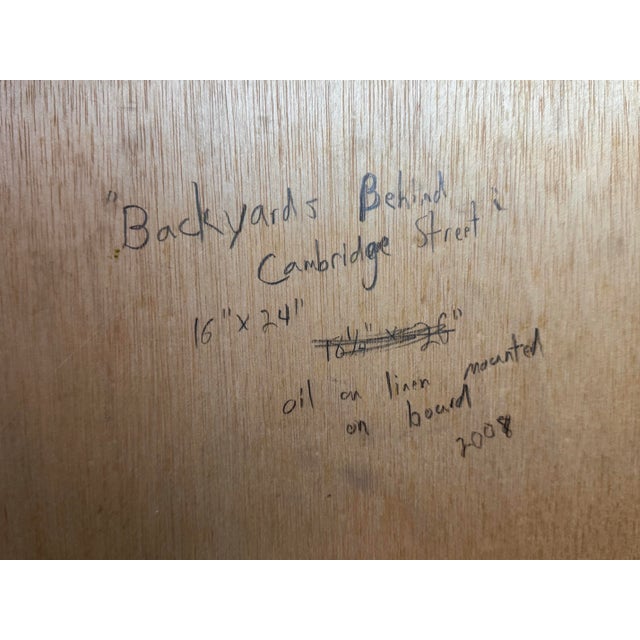 "Backyards Behind
Cambridge Street"
16" x 24"
oil on linen mounted
on board
2008